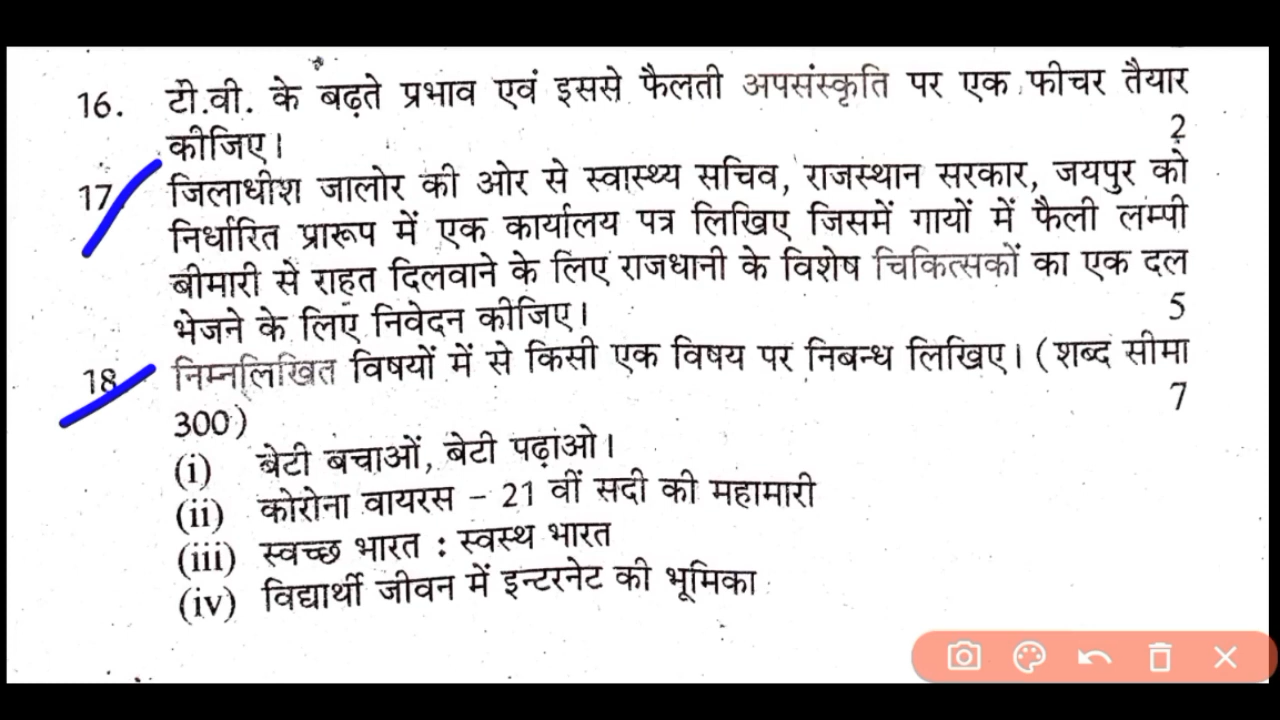 16. टी.वी. के बढ़ते प्रभाव एवं इससे फैलती अपसंस्कृति पर एक फीचर तैयार
कीजिए। 2
17. जिलाधीश जालोर की ओर से स्वास्थ्य सचिव, राजस्थान सरकार, जयपुर को
निर्धारित प्रारूप में एक कार्यालय पत्र लिखिए जिसमें गायों में फैली लम्पी
बीमारी से राहत दिलवाने के लिए राजधानी के विशेष चिकित्सकों का एक दल
भेजने के लिए निवेदन कीजिए। 5
18. निम्नलिखित विषयों में से किसी एक विषय पर निबन्ध लिखिए। (शब्द सीमा
300) 7
(i) बेटी बचाओं, बेटी पढ़ाओ।
(ii) कोरोना वायरस – 21 वीं सदी की महामारी
(iii) स्वच्छ भारत : स्वस्थ भारत
(iv) विद्यार्थी जीवन में इन्टरनेट की भूमिका